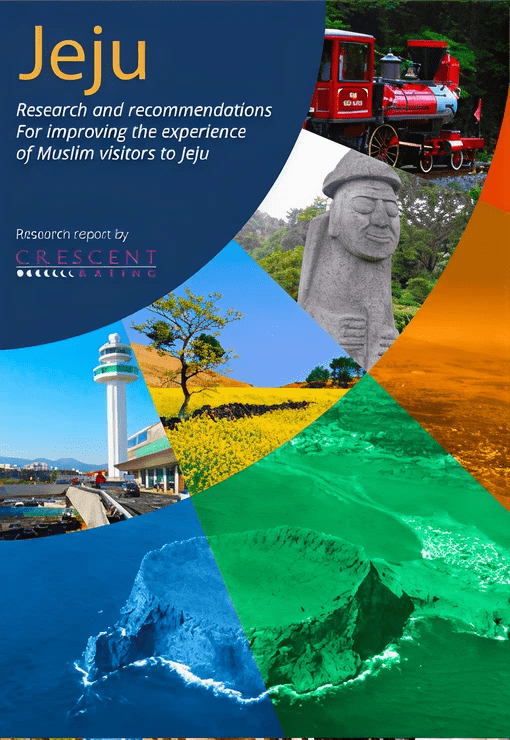 Jeju
Research and recommendations
For improving the experience
of Muslim visitors to Jeju
Research report by
CRESCENT
RATING